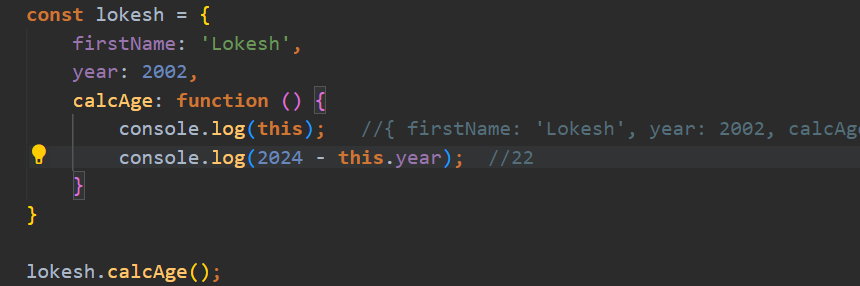 const lokesh = {
    firstName: 'Lokesh',
    year: 2002,
    calcAge: function () {
        console.log(this);   //{ firstName: 'Lokesh', year: 2002, calcAge
        console.log(2024 - this.year);  //22
    }
}
lokesh.calcAge();